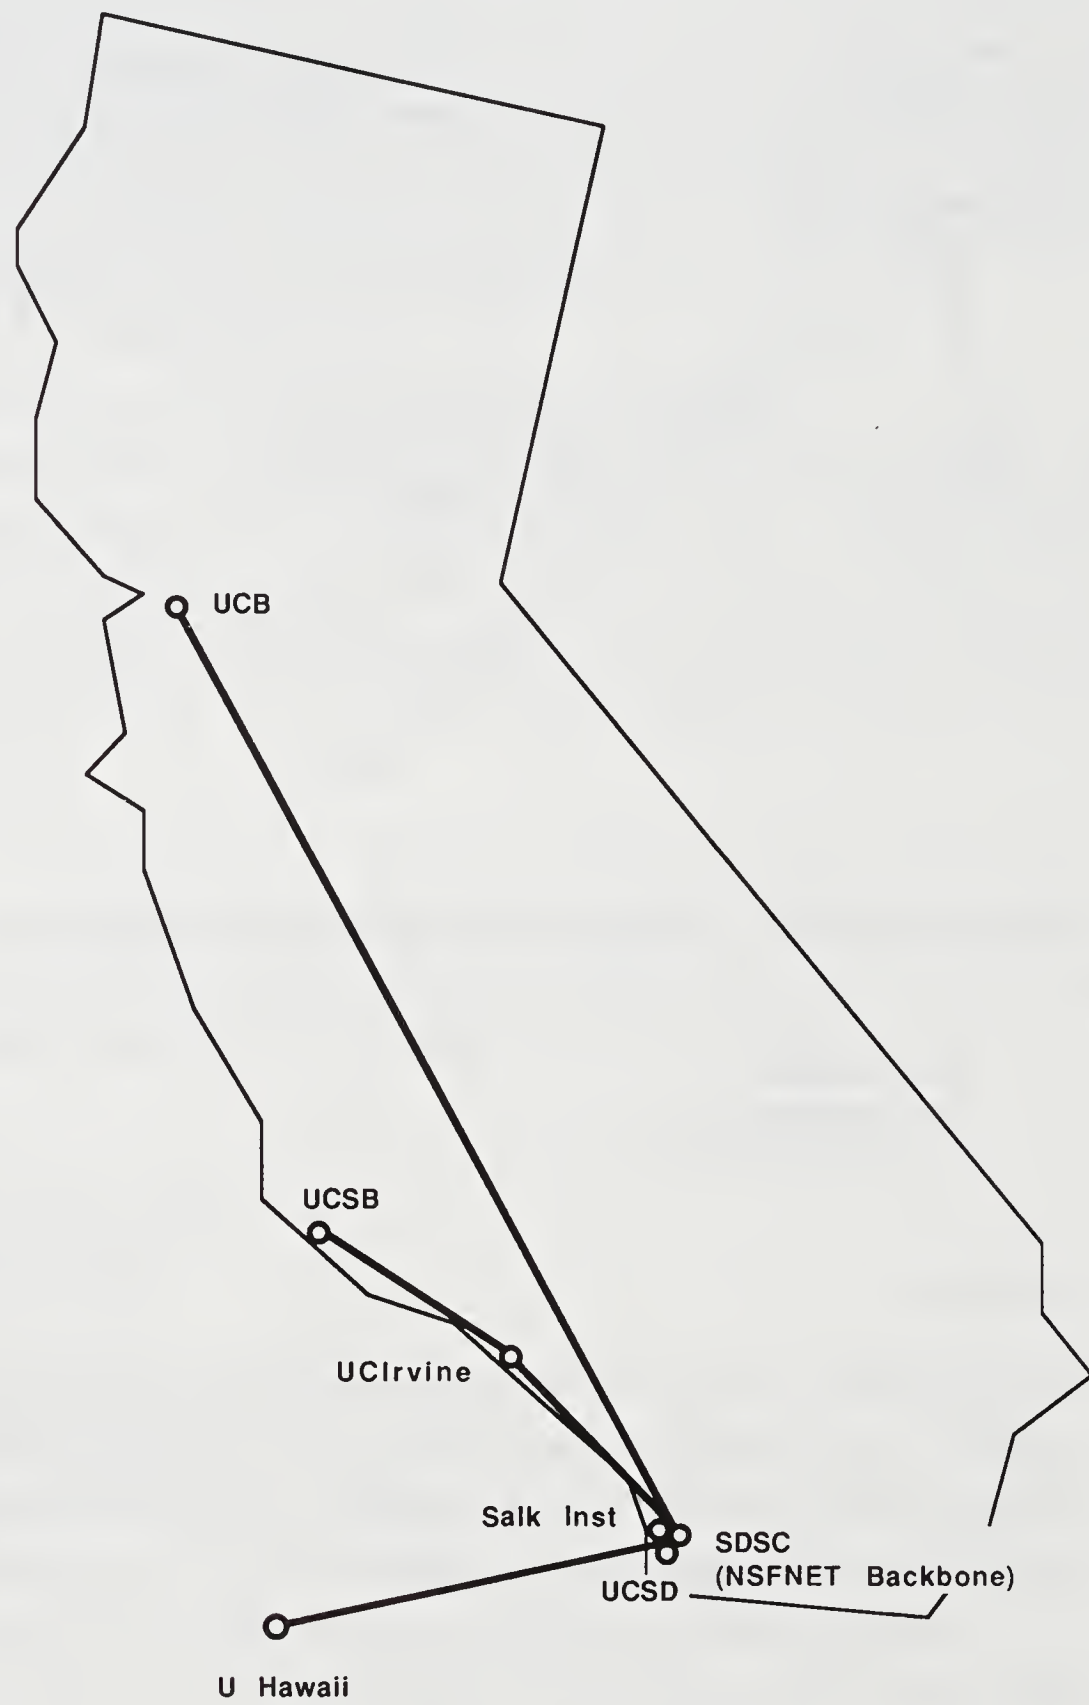 UCB
UCSB
UCIrvine
Salk Inst
SDSC
(NSFNET Backbone)
UCSD
U Hawaii